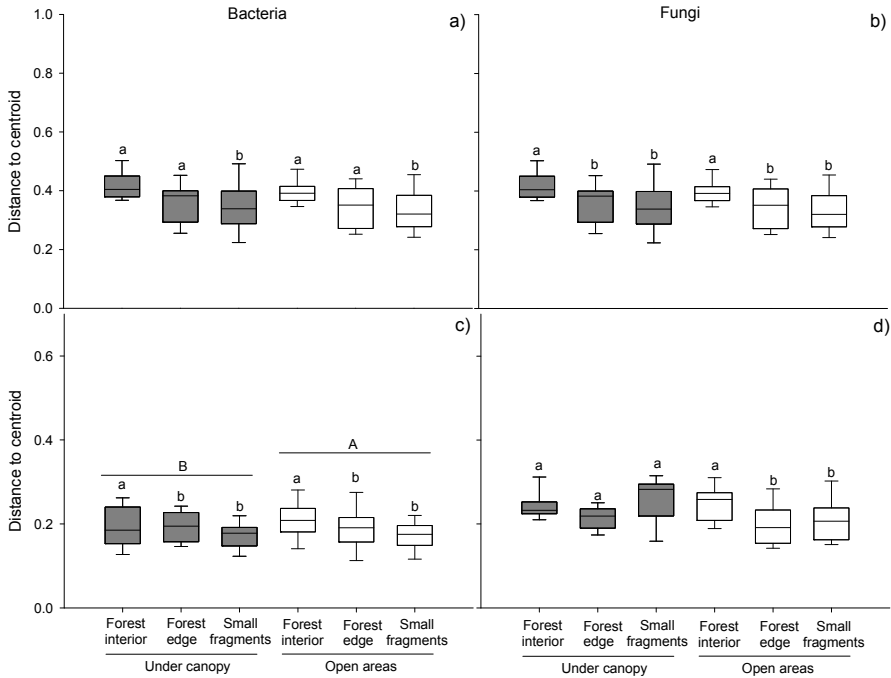 Bacteria
Fungi
a)
b)
1.0
0.8
0.6
0.4
0.2
0.0
Distance to centroid
a
a
b
a
a
b
a
b
b
a
b
b
c)
d)
0.6
0.4
0.2
0.0
Distance to centroid
B
A
a
b
b
a
b
b
a
a
a
a
b
b
Forest interior
Forest edge
Small fragments
Forest interior
Forest edge
Small fragments
Forest interior
Forest edge
Small fragments
Forest interior
Forest edge
Small fragments
Under canopy
Open areas
Under canopy
Open areas